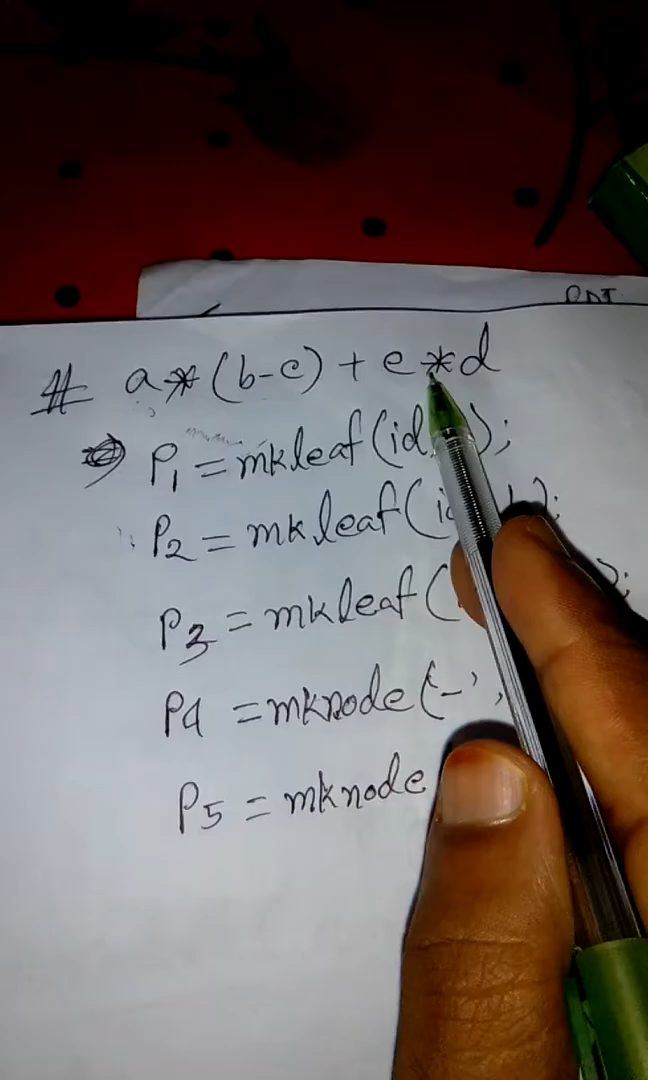 # a*(b-c) + e*d
P1 = mkleaf(id );
P2 = mkleaf( );
P3 = mkleaf( );
P4 = mknode('-',
P5 = mknode